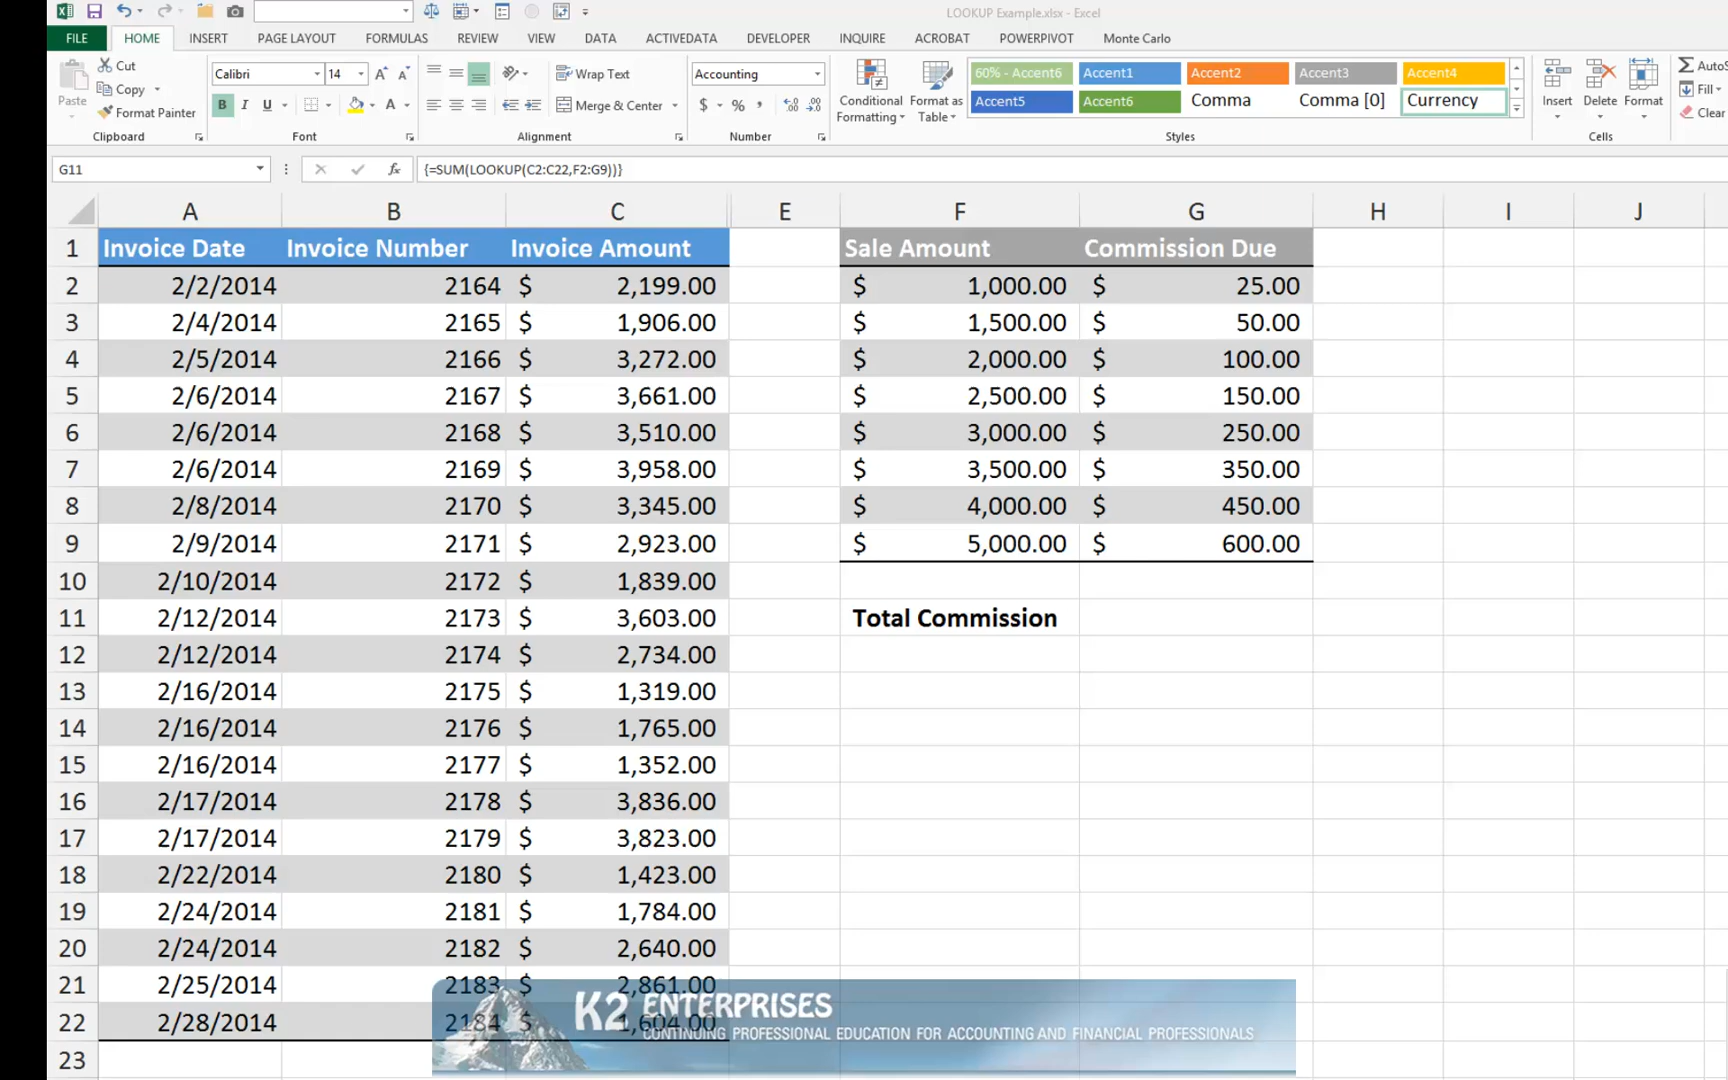 LOOKUP Example.xlsx - Excel
FILE HOME INSERT PAGE LAYOUT FORMULAS REVIEW VIEW DATA ACTIVEDATA DEVELOPER INQUIRE ACROBAT POWERPIVOT Monte Carlo
Paste
Cut
Copy
Format Painter
Clipboard
Calibri 14
B I U
Font
Wrap Text
Merge & Center
Alignment
Accounting
$ % ,
Number
Conditional Formatting
Format as Table
60% - Accent6 Accent1 Accent2 Accent3 Accent4
Accent5 Accent6 Comma Comma [0] Currency
Styles
Insert Delete Format
Cells
AutoS
Fill
Clear
G11 {=SUM(LOOKUP(C2:C22,F2:G9))}
A B C E F G H I J
1 Invoice Date Invoice Number Invoice Amount Sale Amount Commission Due
2 2/2/2014 2164 $ 2,199.00 $ 1,000.00 $ 25.00
3 2/4/2014 2165 $ 1,906.00 $ 1,500.00 $ 50.00
4 2/5/2014 2166 $ 3,272.00 $ 2,000.00 $ 100.00
5 2/6/2014 2167 $ 3,661.00 $ 2,500.00 $ 150.00
6 2/6/2014 2168 $ 3,510.00 $ 3,000.00 $ 250.00
7 2/6/2014 2169 $ 3,958.00 $ 3,500.00 $ 350.00
8 2/8/2014 2170 $ 3,345.00 $ 4,000.00 $ 450.00
9 2/9/2014 2171 $ 2,923.00 $ 5,000.00 $ 600.00
10 2/10/2014 2172 $ 1,839.00
11 2/12/2014 2173 $ 3,603.00 Total Commission
12 2/12/2014 2174 $ 2,734.00
13 2/16/2014 2175 $ 1,319.00
14 2/16/2014 2176 $ 1,765.00
15 2/16/2014 2177 $ 1,352.00
16 2/17/2014 2178 $ 3,836.00
17 2/17/2014 2179 $ 3,823.00
18 2/22/2014 2180 $ 1,423.00
19 2/24/2014 2181 $ 1,784.00
20 2/24/2014 2182 $ 2,640.00
21 2/25/2014 2183 $ 2,861.00
22 2/28/2014 2184 $ 1,604.00
23
K2 ENTERPRISES
CONTINUING PROFESSIONAL EDUCATION FOR ACCOUNTING AND FINANCIAL PROFESSIONALS